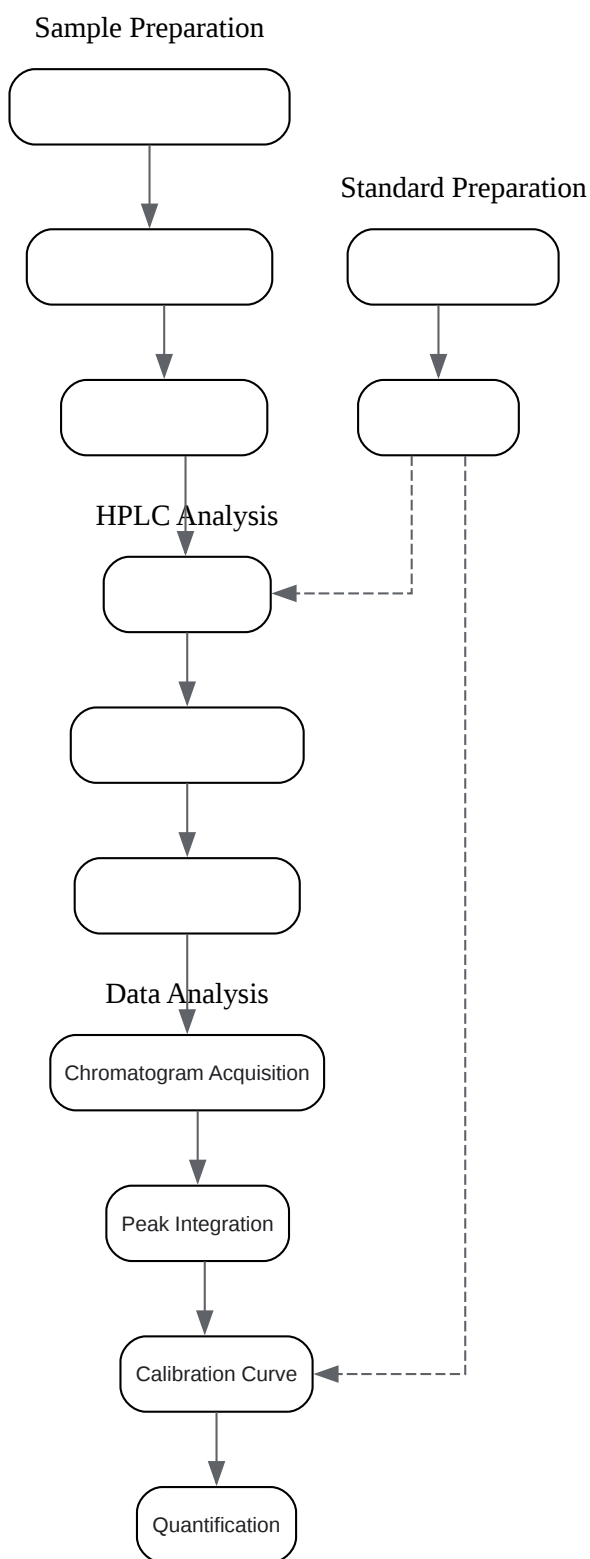 Sample Preparation
Standard Preparation
HPLC Analysis
Data Analysis
Chromatogram Acquisition
Peak Integration
Calibration Curve
Quantification